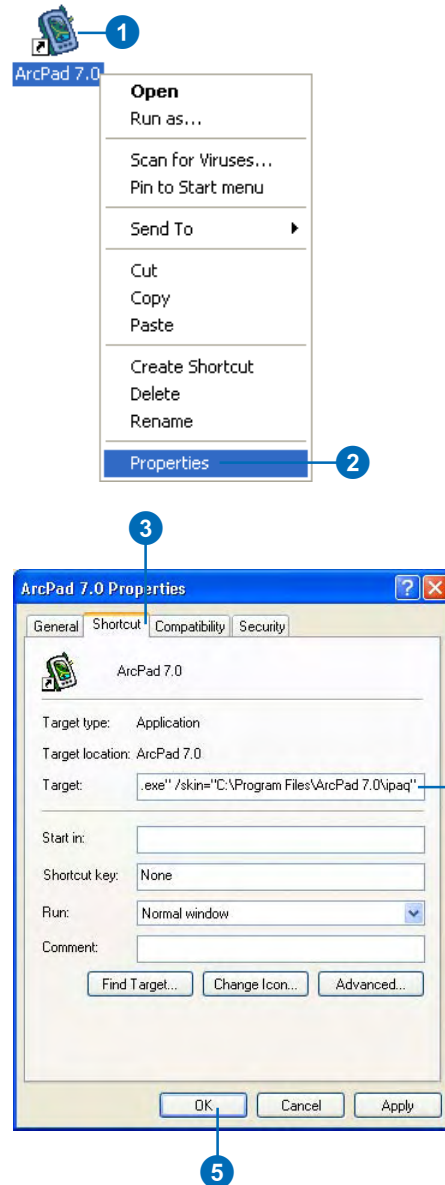 1
ArcPad 7.0
Open
Run as...
Scan for Viruses...
Pin to Start menu
Send To
Cut
Copy
Paste
Create Shortcut
Delete
Rename
Properties
2
3
ArcPad 7.0 Properties
General Shortcut Compatibility Security
ArcPad 7.0
Target type: Application
Target location: ArcPad 7.0
Target: .exe" /skin="C:\Program Files\ArcPad 7.0\ipaq"
Start in:
Shortcut key: None
Run: Normal window
Comment:
Find Target... Change Icon... Advanced...
OK Cancel Apply
5